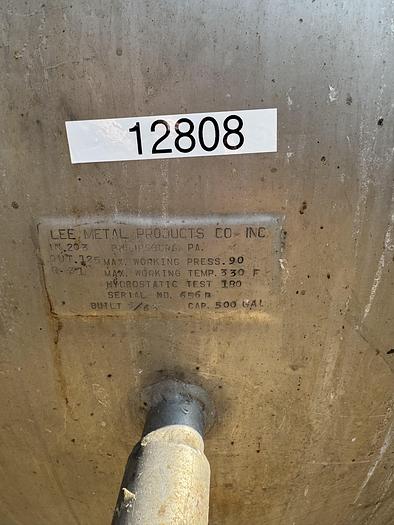 12808
LEE METAL PRODUCTS CO INC
PHILIPSBURG, PA.
MAX. WORKING PRESS. 90
MAX. WORKING TEMP. 330 F
HYDROSTATIC TEST 180
SERIAL NO.
BUILT CAP. 500 GAL